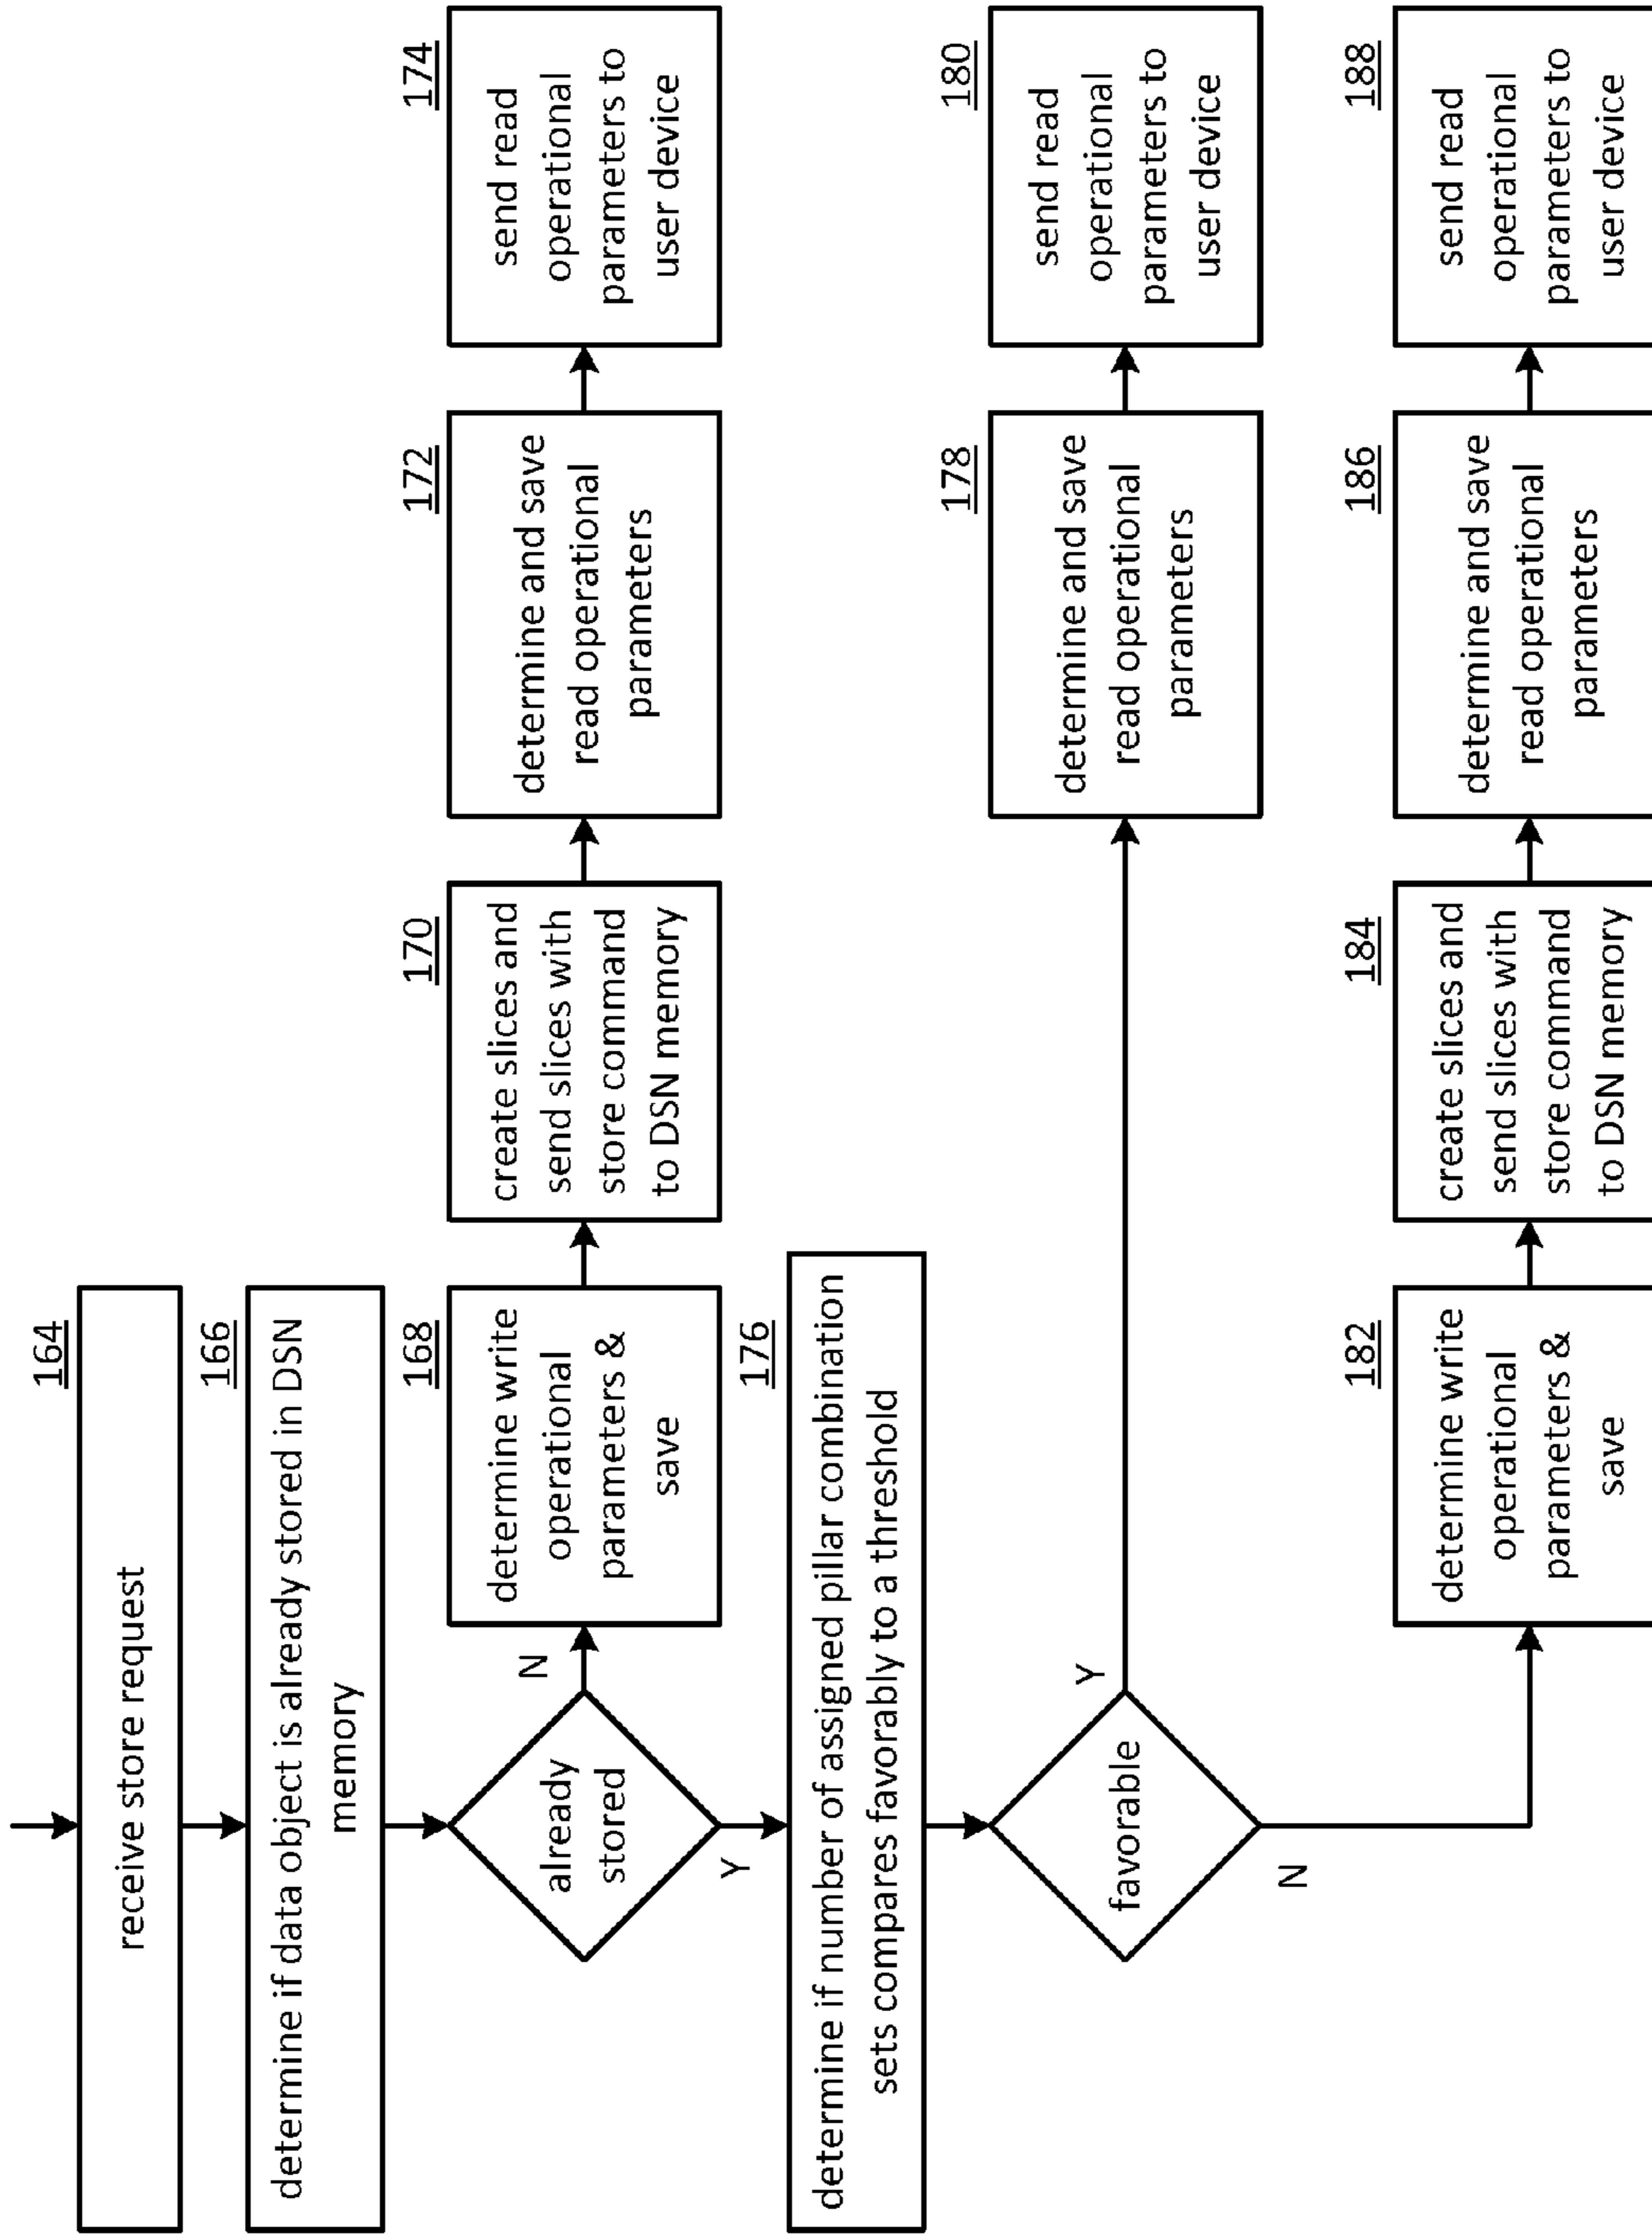 164
receive store request
166
determine if data object is already stored in DSN
memory
already
stored
N
Y
168
determine write
operational
parameters &
save
170
create slices and
send slices with
store command
to DSN memory
172
determine and save
read operational
parameters
174
send read
operational
parameters to
user device
176
determine if number of assigned pillar combination
sets compares favorably to a threshold
favorable
Y
N
178
determine and save
read operational
parameters
180
send read
operational
parameters to
user device
182
determine write
operational
parameters &
save
184
create slices and
send slices with
store command
to DSN memory
186
determine and save
read operational
parameters
188
send read
operational
parameters to
user device